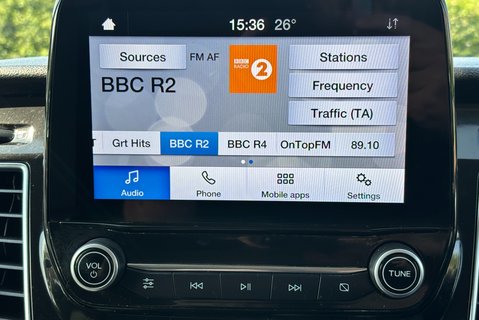 15:36 26°
Sources FM AF BBC RADIO 2 Stations
BBC R2 Frequency
Traffic (TA)
T Grt Hits BBC R2 BBC R4 OnTopFM 89.10
Audio Phone Mobile apps Settings
VOL TUNE